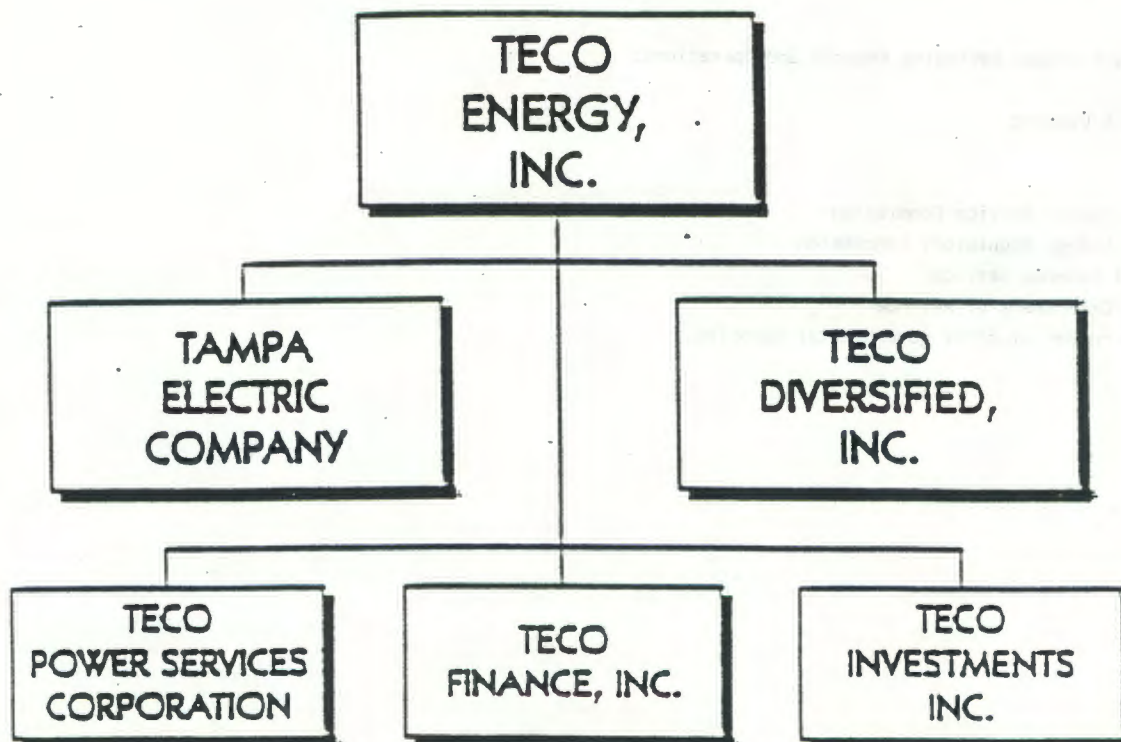 TECO
ENERGY,
INC.
TAMPA
ELECTRIC
COMPANY
TECO
DIVERSIFIED,
INC.
TECO
POWER SERVICES
CORPORATION
TECO
FINANCE, INC.
TECO
INVESTMENTS
INC.